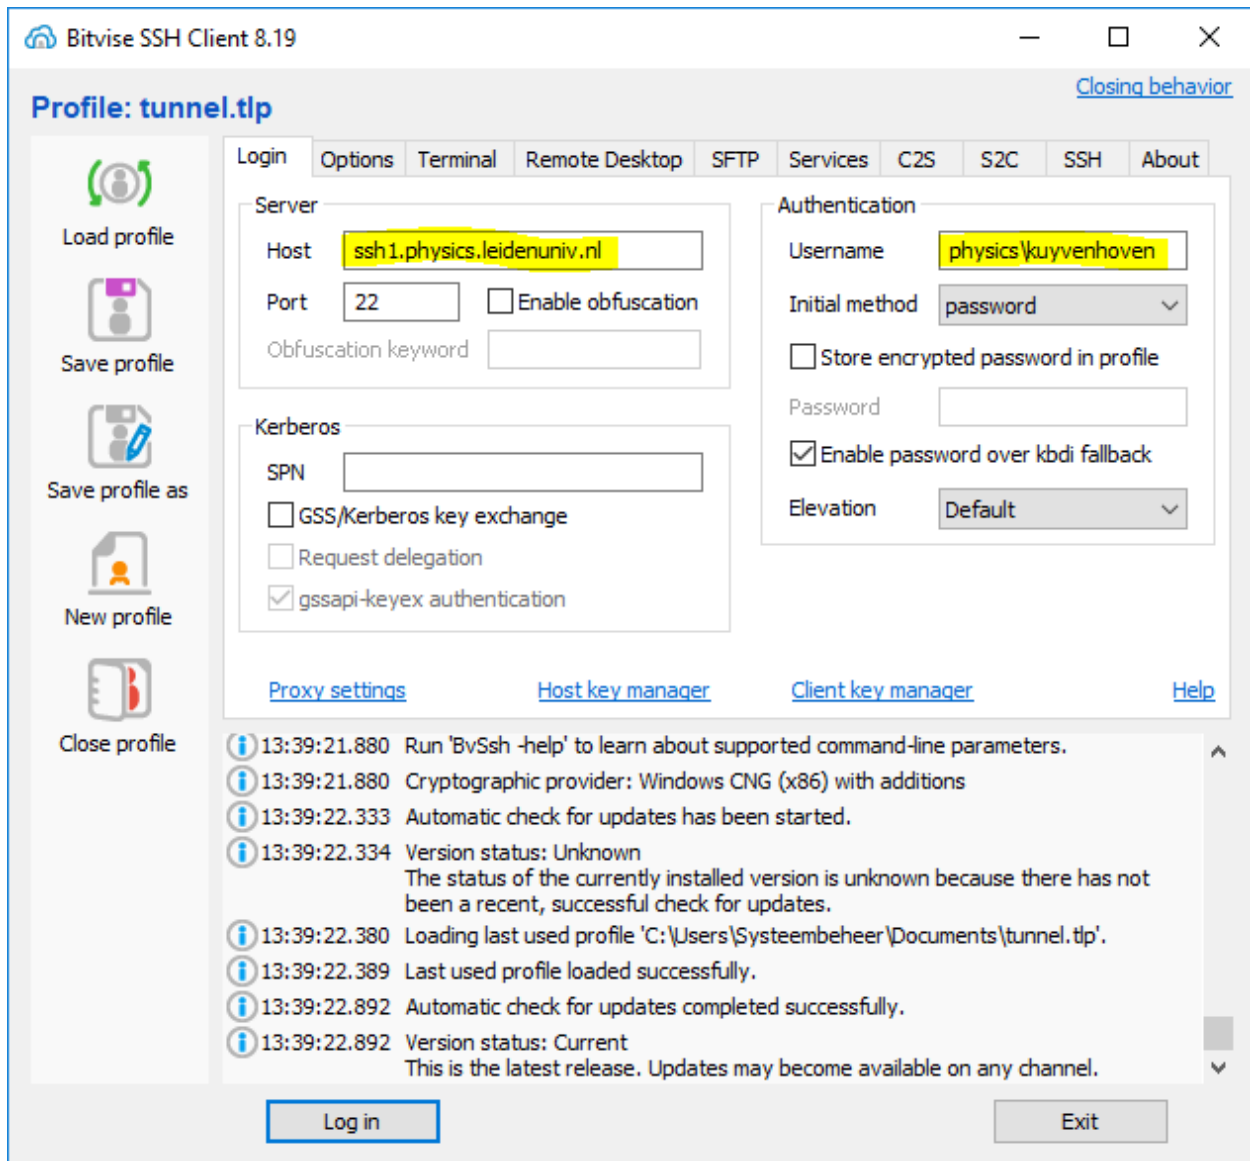 Bitvise SSH Client 8.19
Closing behavior
Profile: tunnel.tlp
Load profile
Save profile
Save profile as
New profile
Close profile
Login Options Terminal Remote Desktop SFTP Services C2S S2C SSH About
Server
Host ssh1.physics.leidenuniv.nl
Port 22 Enable obfuscation
Obfuscation keyword
Kerberos
SPN
GSS/Kerberos key exchange
Request delegation
gssapi-keyex authentication
Authentication
Username physics\kuyvenhoven
Initial method password
Store encrypted password in profile
Password
Enable password over kbdi fallback
Elevation Default
Proxy settings Host key manager Client key manager Help
13:39:21.880 Run 'BvSsh -help' to learn about supported command-line parameters.
13:39:21.880 Cryptographic provider: Windows CNG (x86) with additions
13:39:22.333 Automatic check for updates has been started.
13:39:22.334 Version status: Unknown
The status of the currently installed version is unknown because there has not
been a recent, successful check for updates.
13:39:22.380 Loading last used profile 'C:\Users\Systeembeheer\Documents\tunnel.tlp'.
13:39:22.389 Last used profile loaded successfully.
13:39:22.892 Automatic check for updates completed successfully.
13:39:22.892 Version status: Current
This is the latest release. Updates may become available on any channel.
Log in Exit